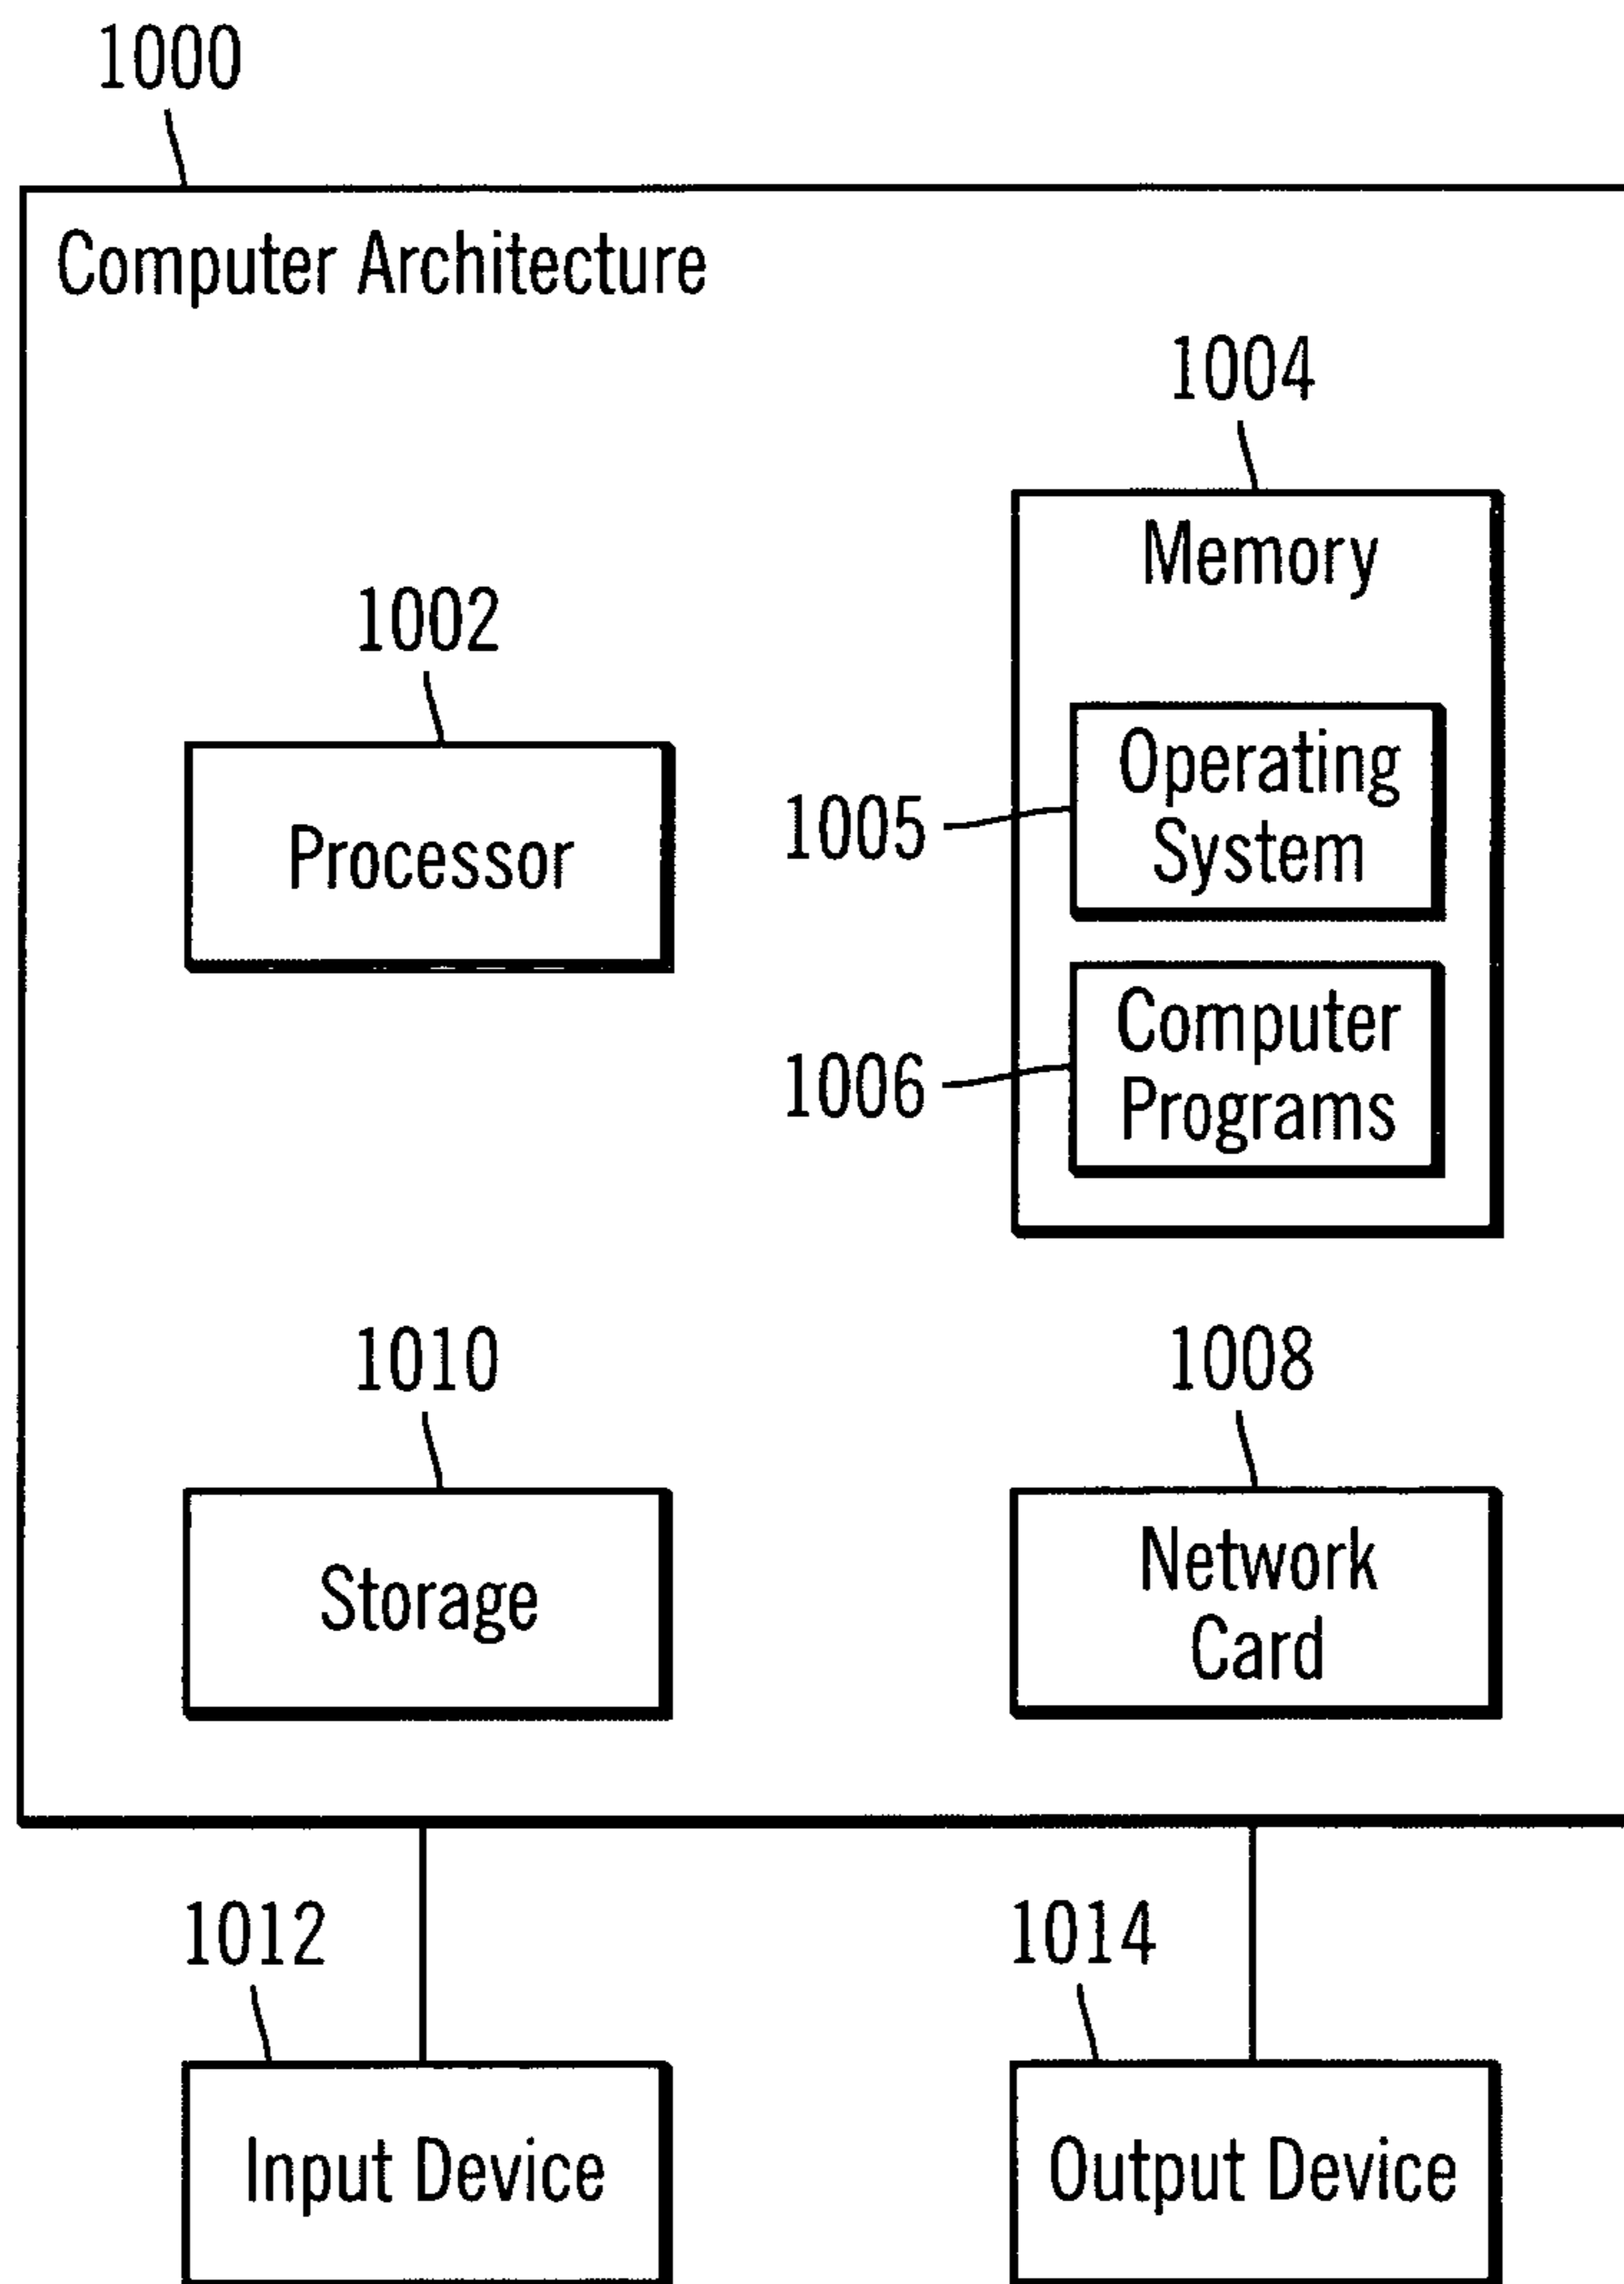 1000
Computer Architecture
1004
Memory
1002
Processor
1005
Operating
System
1006
Computer
Programs
1010
Storage
1008
Network
Card
1012
Input Device
1014
Output Device